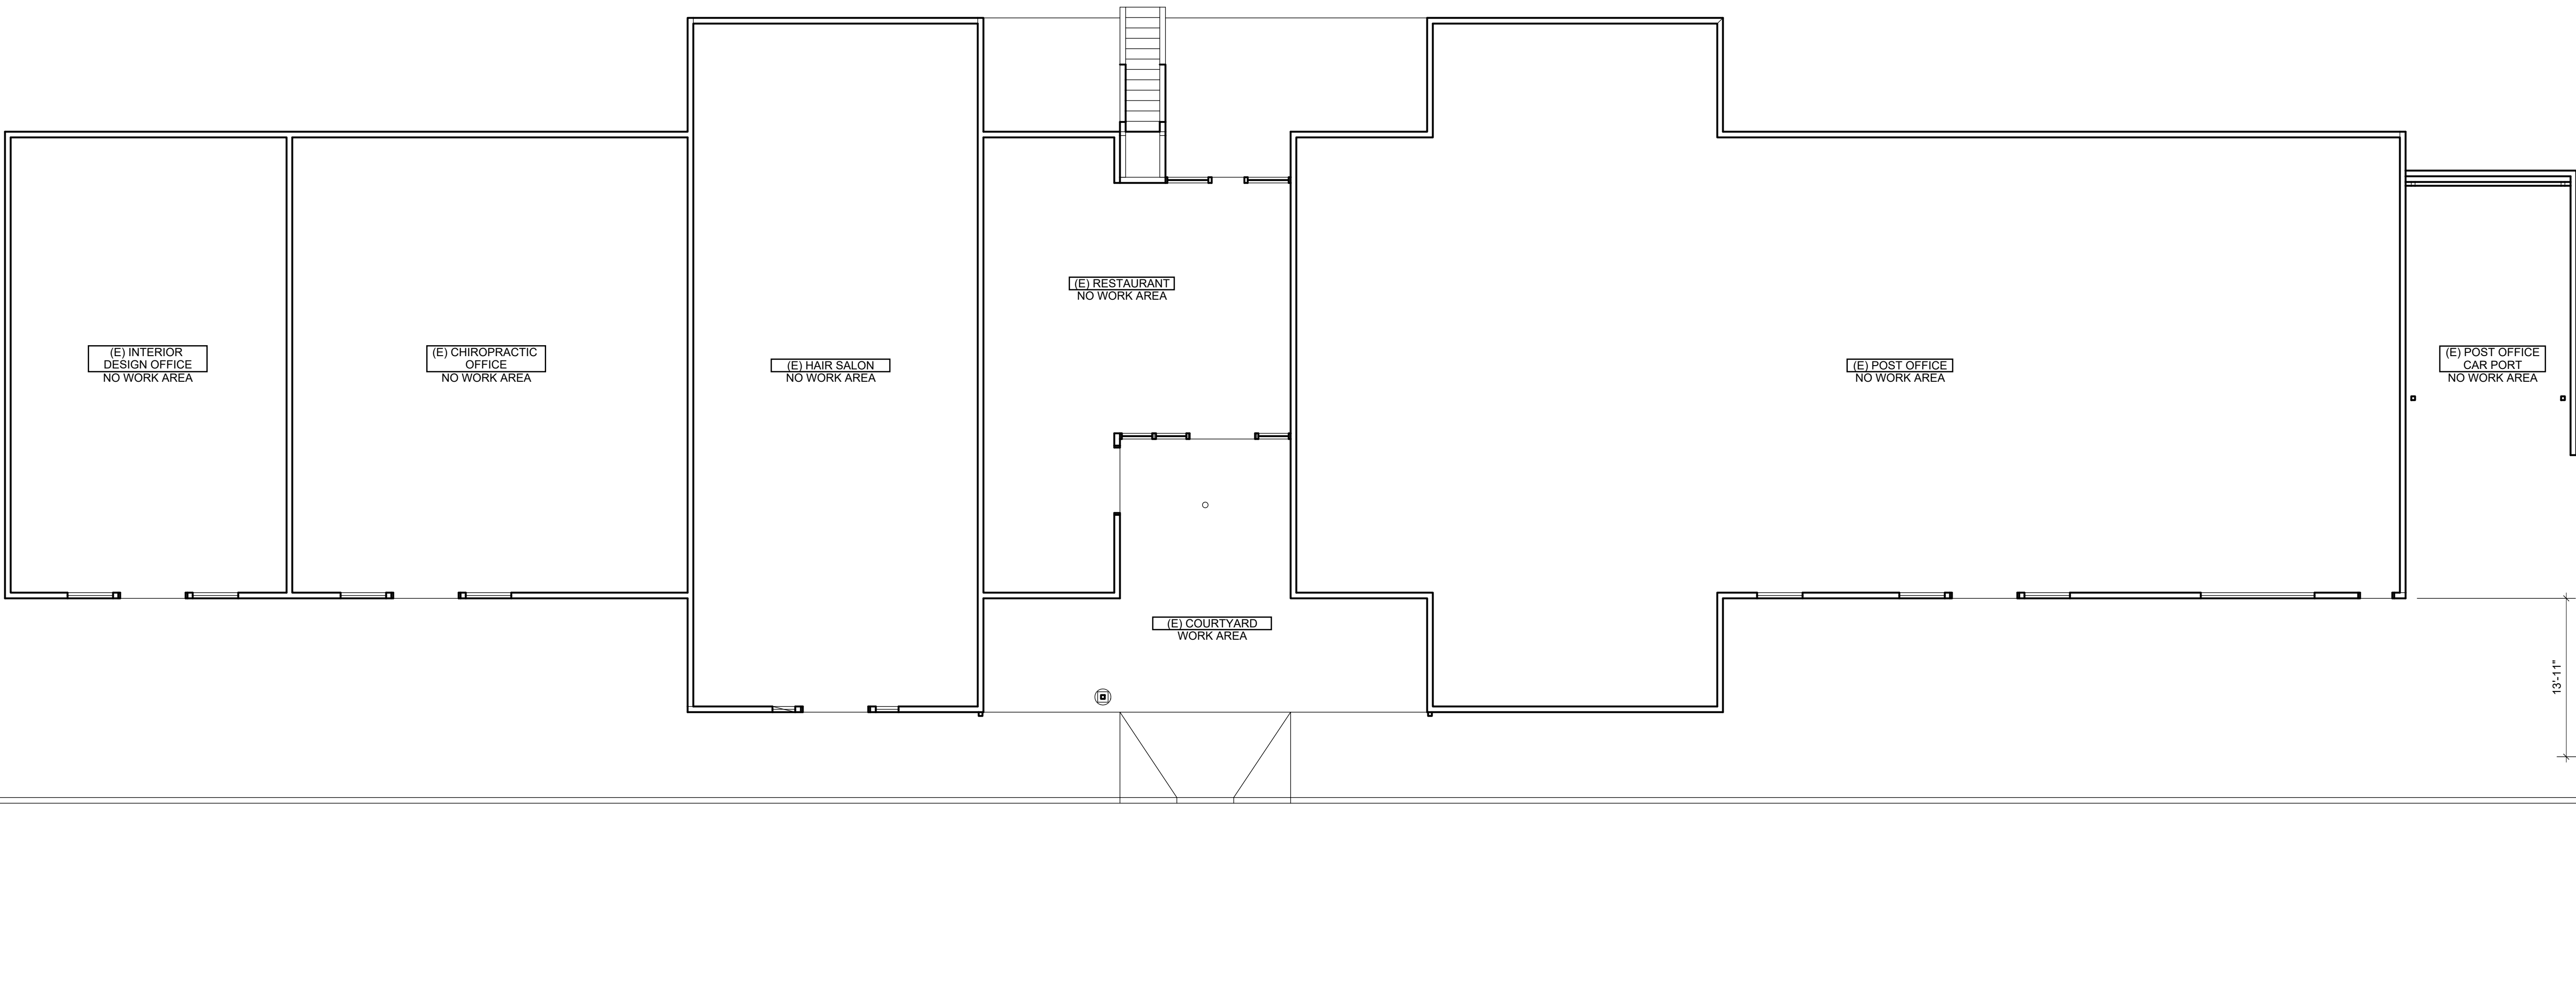 (E) INTERIOR
DESIGN OFFICE
NO WORK AREA
(E) CHIROPRACTIC
OFFICE
NO WORK AREA
(E) HAIR SALON
NO WORK AREA
(E) RESTAURANT
NO WORK AREA
(E) COURTYARD
WORK AREA
(E) POST OFFICE
NO WORK AREA
(E) POST OFFICE
CAR PORT
NO WORK AREA
13'-11"